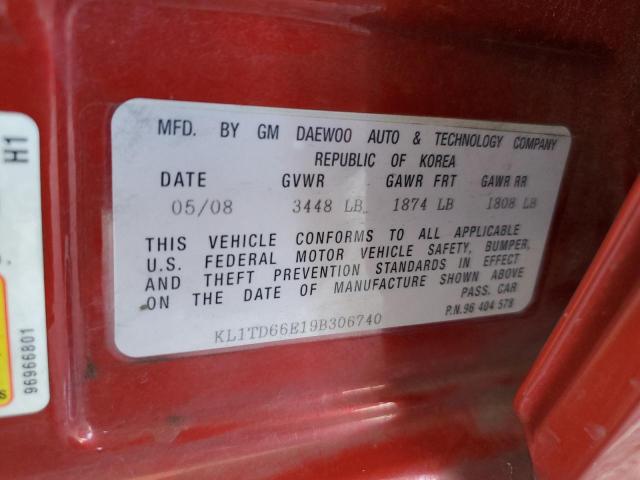 MFD. BY GM DAEWOO AUTO & TECHNOLOGY COMPANY
REPUBLIC OF KOREA
DATE GVWR GAWR FRT GAWR RR
05/08 3448 LB 1874 LB 1808 LB
THIS VEHICLE CONFORMS TO ALL APPLICABLE
U.S. FEDERAL MOTOR VEHICLE SAFETY, BUMPER,
AND THEFT PREVENTION STANDARDS IN EFFECT
ON THE DATE OF MANUFACTURE SHOWN ABOVE
PASS. CAR
P.N. 96 404 578
KL1TD66E19B306740
H1
96966801